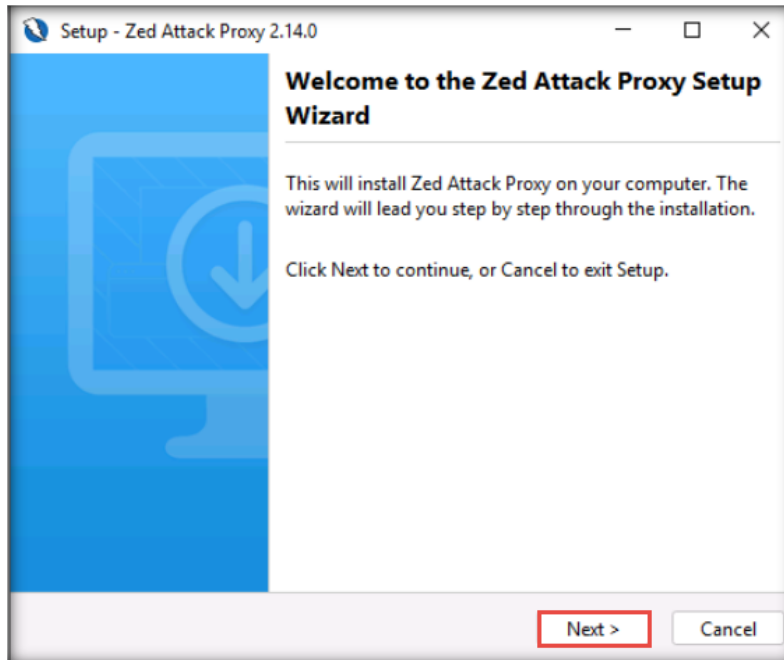 Setup - Zed Attack Proxy 2.14.0
Welcome to the Zed Attack Proxy Setup
Wizard
This will install Zed Attack Proxy on your computer. The
wizard will lead you step by step through the installation.
Click Next to continue, or Cancel to exit Setup.
Next >
Cancel